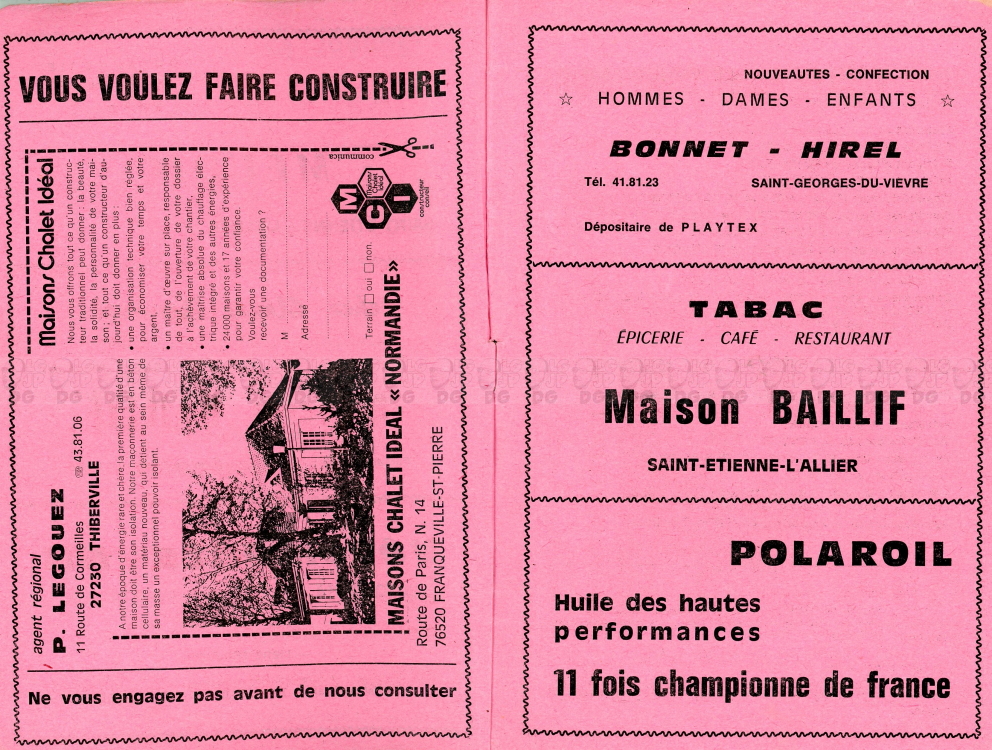 VOUS VOULEZ FAIRE CONSTRUIRE
agent régional
P. LEGOUEZ
11 Route de Cormeilles ☏ 43.81.06
27230 THIBERVILLE
Maisons Chalet Idéal
Nous vous offrons tout ce qu'un construc-
teur traditionnel peut donner : la beauté,
la solidité, la personnalité de votre mai-
son ; et tout ce qu'un constructeur d'au-
jourd'hui doit donner en plus :
• une organisation technique bien réglée,
pour économiser votre temps et votre
argent,
• un maître d'œuvre sur place, responsable
de tout, de l'ouverture de votre dossier
à l'achèvement de votre chantier,
• une maîtrise absolue du chauffage élec-
trique intégré et des autres énergies,
• 24000 maisons et 17 années d'expérience
pour garantir votre confiance.
Voulez-vous
recevoir une documentation ?
M
Adresse
Terrain □ oui □ non
communica
MCI
Maisons
Chalet
Idéal
constructeur
conseil
A notre époque d'énergie rare et chère, la première qualité d'une
maison doit être son isolation. Notre maçonnerie est en béton
cellulaire, un matériau nouveau, qui détient au sein même de
sa masse un exceptionnel pouvoir isolant.
MAISONS CHALET IDEAL «NORMANDIE»
Route de Paris, N. 14
76520 FRANQUEVILLE-ST-PIERRE
Ne vous engagez pas avant de nous consulter
NOUVEAUTES - CONFECTION
☆ HOMMES - DAMES - ENFANTS ☆
BONNET - HIREL
Tél. 41.81.23 SAINT-GEORGES-DU-VIEVRE
Dépositaire de PLAYTEX
TABAC
ÉPICERIE - CAFÉ - RESTAURANT
Maison BAILLIF
SAINT-ETIENNE-L'ALLIER
POLAROIL
Huile des hautes
performances
11 fois championne de france